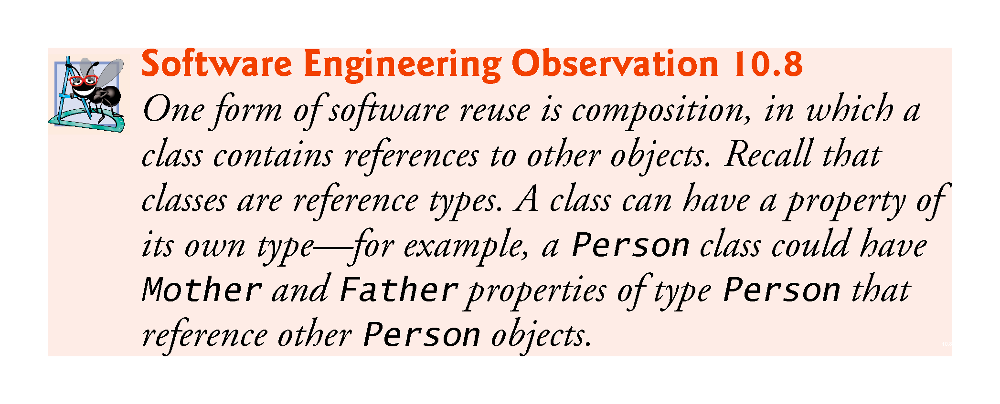 Software Engineering Observation 10.8
One form of software reuse is composition, in which a
class contains references to other objects. Recall that
classes are reference types. A class can have a property of
its own type—for example, a Person class could have
Mother and Father properties of type Person that
reference other Person objects.